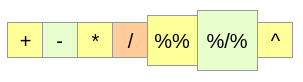 + - * / %% %/% ^